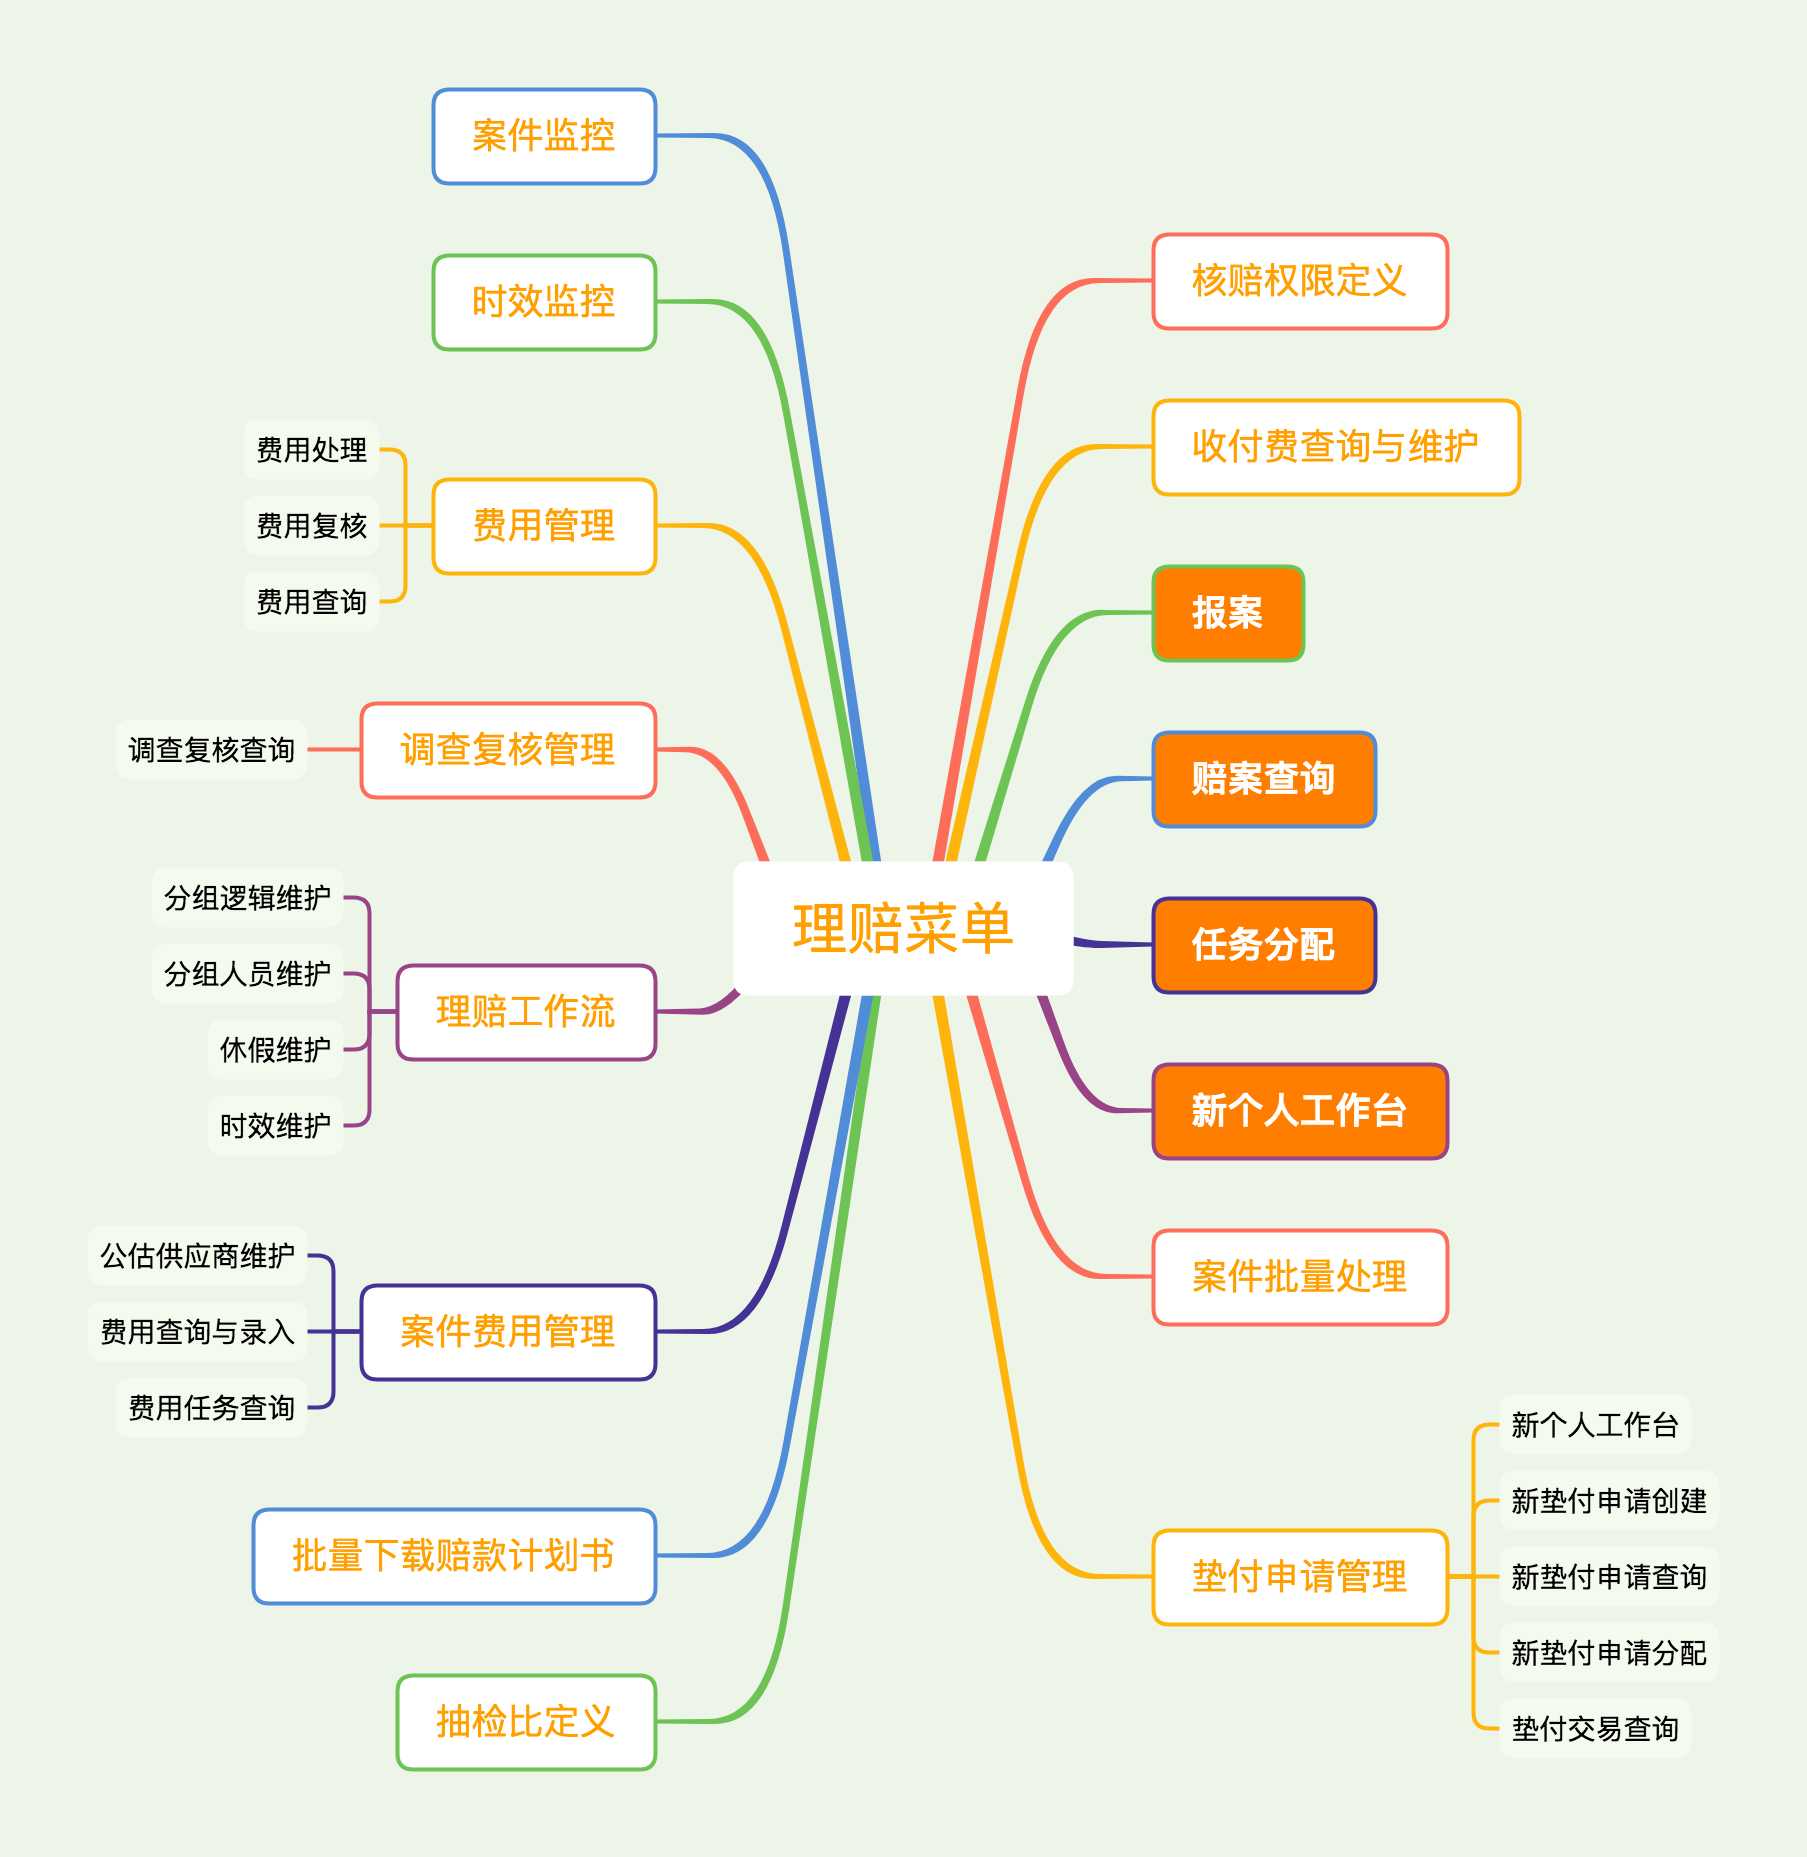 理赔菜单
核赔权限定义
收付费查询与维护
报案
赔案查询
任务分配
新个人工作台
案件批量处理
垫付申请管理
新个人工作台
新垫付申请创建
新垫付申请查询
新垫付申请分配
垫付交易查询
案件监控
时效监控
费用管理
费用处理
费用复核
费用查询
调查复核管理
调查复核查询
理赔工作流
分组逻辑维护
分组人员维护
休假维护
时效维护
案件费用管理
公估供应商维护
费用查询与录入
费用任务查询
批量下载赔款计划书
抽检比定义